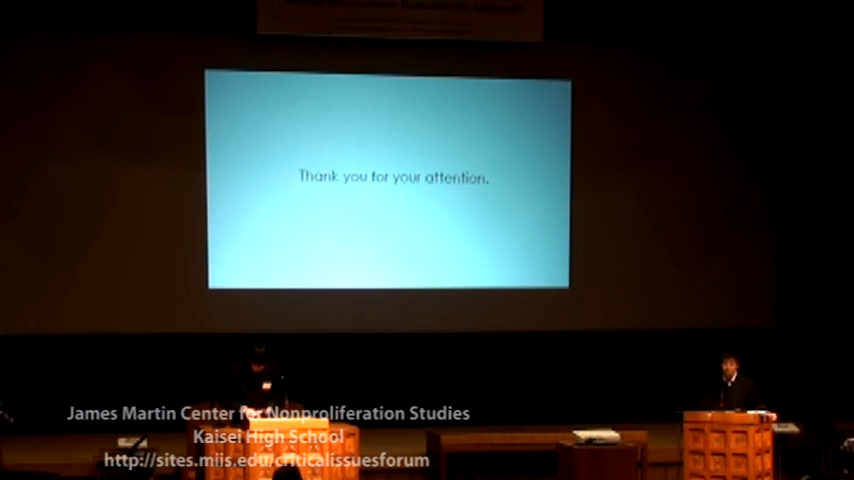 Thank you for your attention.
James Martin Center for Nonproliferation Studies
Kaisei High School
http://sites.miis.edu/criticalissuesforum